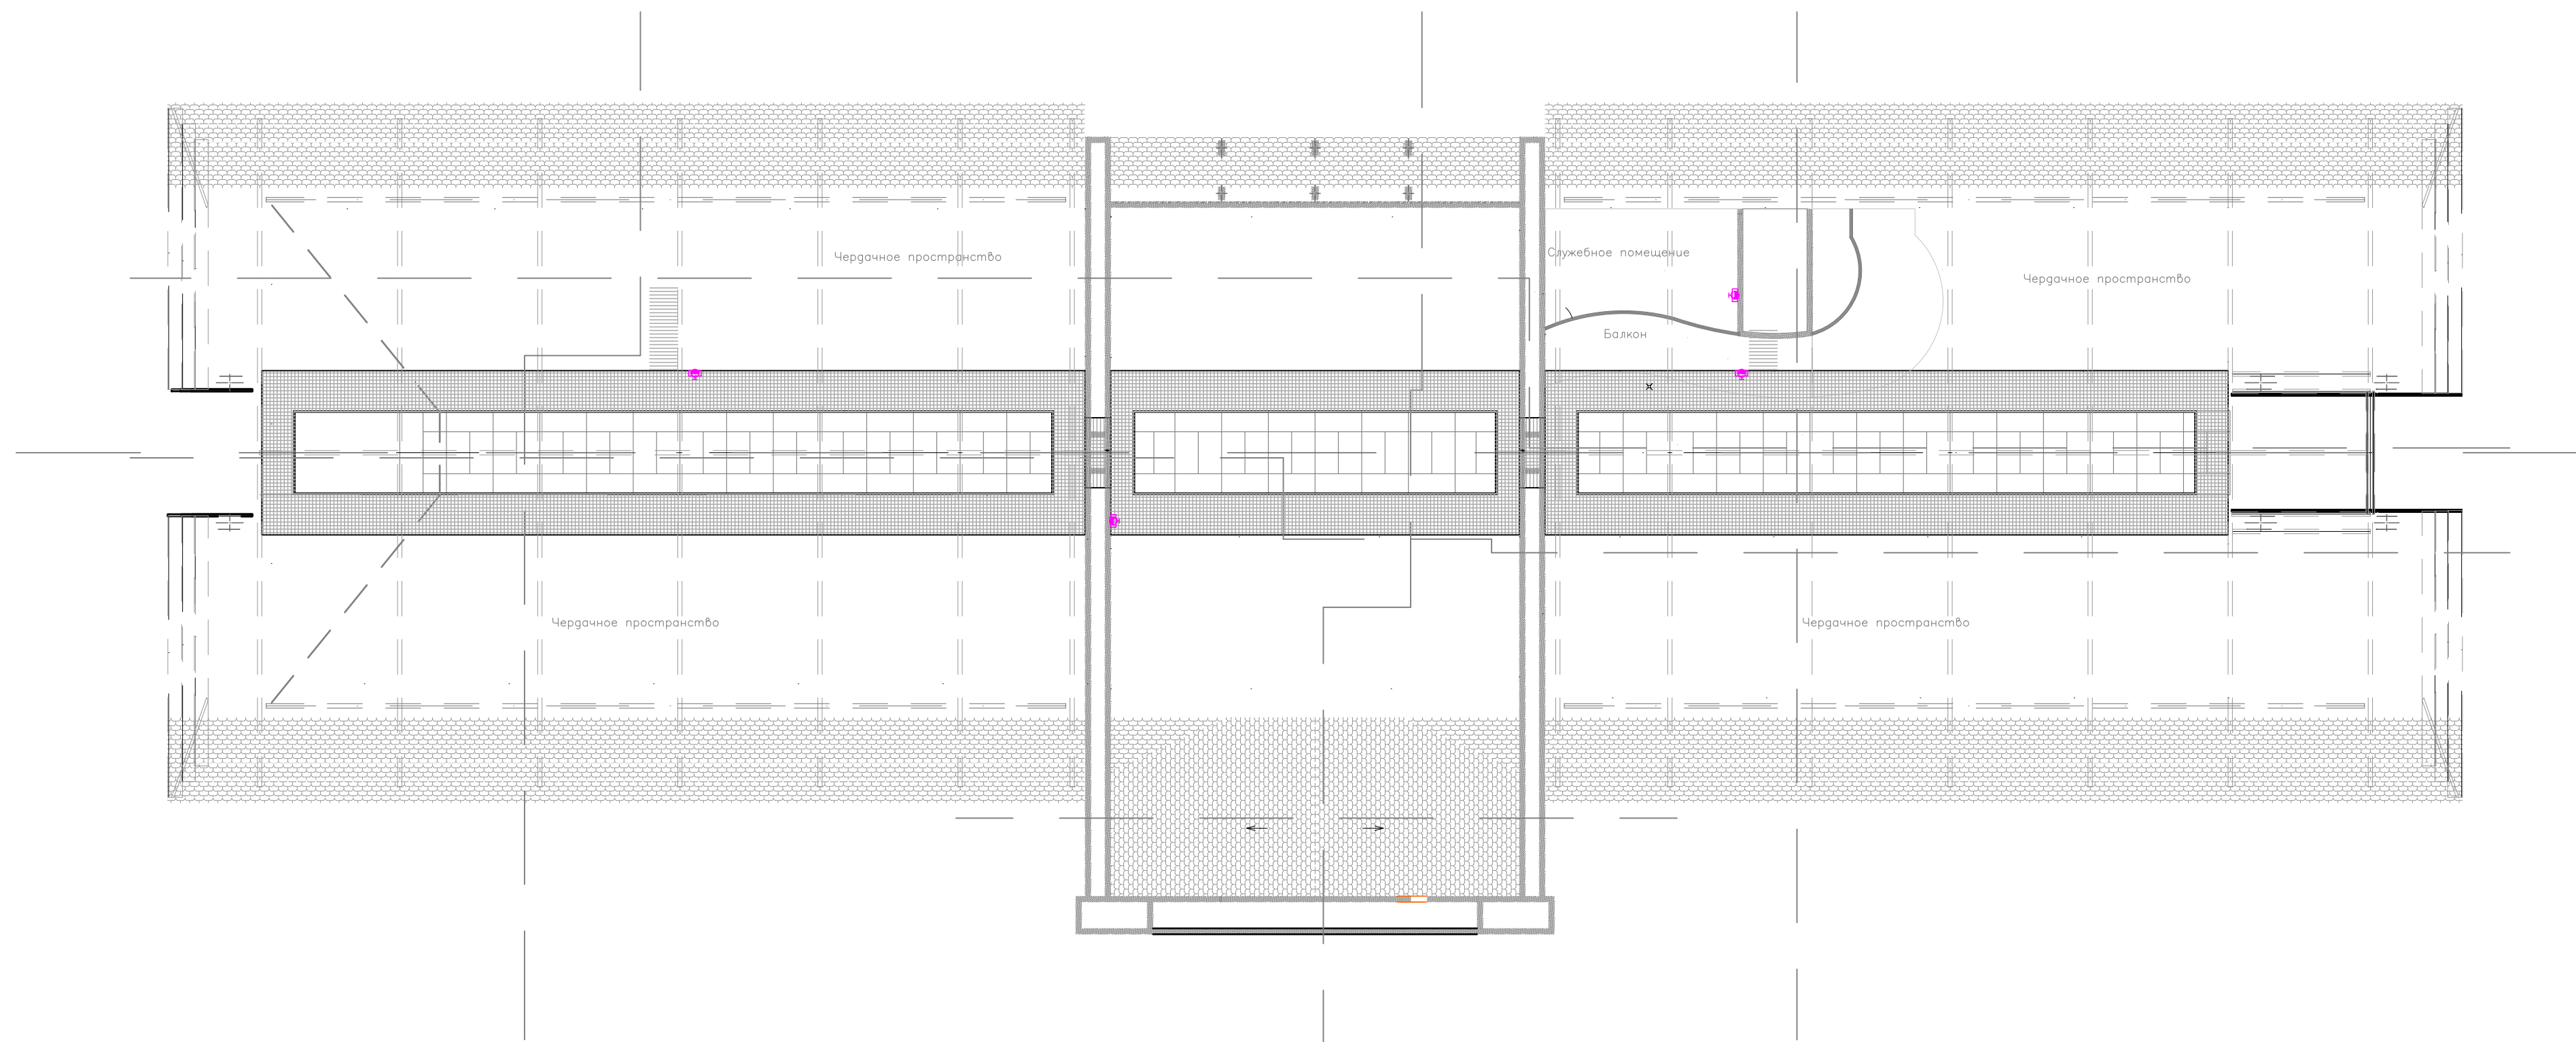 Служебное помещение
Чердачное пространство
Чердачное пространство
Балкон
Чердачное пространство
Чердачное пространство